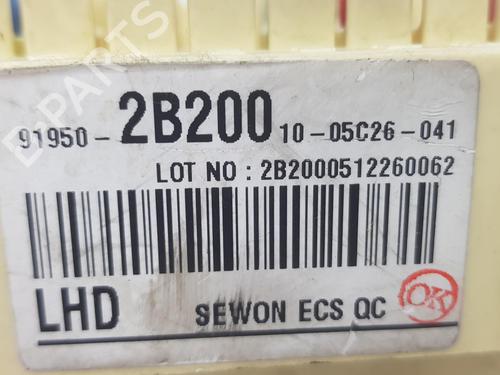 91950-2B200 10-05C26-041
LOT NO : 2B2000512260062
LHD SEWON ECS QC OK
B-PARTS